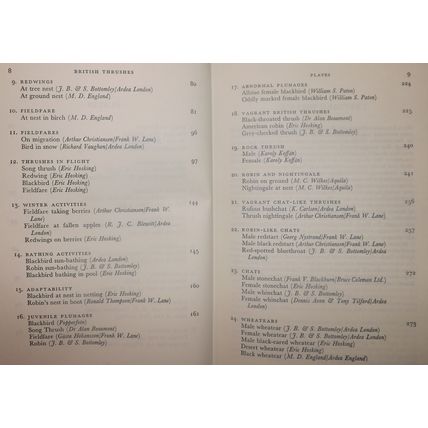 8 BRITISH THRUSHES
9. REDWINGS 80
At tree nest (J. B. & S. Bottomley/Ardea London)
At ground nest (M. D. England)
10. FIELDFARE 81
At nest in birch (M. D. England)
11. FIELDFARES 96
On migration (Arthur Christiansen/Frank W. Lane)
Bird in snow (Richard Vaughan/Ardea London)
12. THRUSHES IN FLIGHT 97
Song thrush (Eric Hosking)
Redwing (Eric Hosking)
Blackbird (Eric Hosking)
Fieldfare (Eric Hosking)
13. WINTER ACTIVITIES 144
Fieldfare taking berries (Arthur Christiansen/Frank W.
Lane)
Fieldfare at fallen apples (R. J. C. Blewitt/Ardea
London)
Redwings on berries (Eric Hosking)
14. BATHING ACTIVITIES 145
Blackbird sun-bathing (Ardea London)
Robin sun-bathing (J. B. & S. Bottomley)
Blackbird bathing in pool (Eric Hosking)
15. ADAPTABILITY 160
Blackbird at nest in netting (Eric Hosking)
Robin's nest in boot (Ronald Thompson/Frank W. Lane)
16. JUVENILE PLUMAGES 161
Blackbird (Popperfoto)
Song Thrush (Dr Alan Beaumont)
Fieldfare (Gösta Håkansson/Frank W. Lane)
Robin (J. B. & S. Bottomley)
PLATES 9
17. ABNORMAL PLUMAGES 224
Albino female blackbird (William S. Paton)
Oddly marked female blackbird (William S. Paton)
18. VAGRANT BRITISH THRUSHES 225
Black-throated thrush (Dr Alan Beaumont)
American robin (Eric Hosking)
Grey-cheeked thrush (J. B. & S. Bottomley)
19. ROCK THRUSH 240
Male (Karoly Koffán)
Female (Karoly Koffán)
20. ROBIN AND NIGHTINGALE 241
Robin on ground (M. C. Wilkes/Aquila)
Nightingale at nest (M. C. Wilkes/Aquila)
21. VAGRANT CHAT-LIKE THRUSHES 256
Rufous bushchat (K. Carlson/Ardea London)
Thrush nightingale (Arthur Christiansen/Frank W. Lane)
22. ROBIN-LIKE CHATS 257
Male redstart (Georg Nystrand/Frank W. Lane)
Male black redstart (Arthur Christiansen/Frank W. Lane)
Red-spotted bluethroat (J. B. & S. Bottomley/Ardea
London)
23. CHATS 272
Male stonechat (Frank V. Blackburn/Bruce Coleman Ltd.)
Female stonechat (Eric Hosking)
Male whinchat (J. B. & S. Bottomley)
Female whinchat (Dennis Avon & Tony Tilford/Ardea
London)
24. WHEATEARS 273
Male wheatear (J. B. & S. Bottomley/Ardea London)
Female wheatear (J. B. & S. Bottomley/Ardea London)
Male black-eared wheatear (Eric Hosking)
Desert wheatear (Eric Hosking)
Black wheatear (M. D. England/Ardea England)